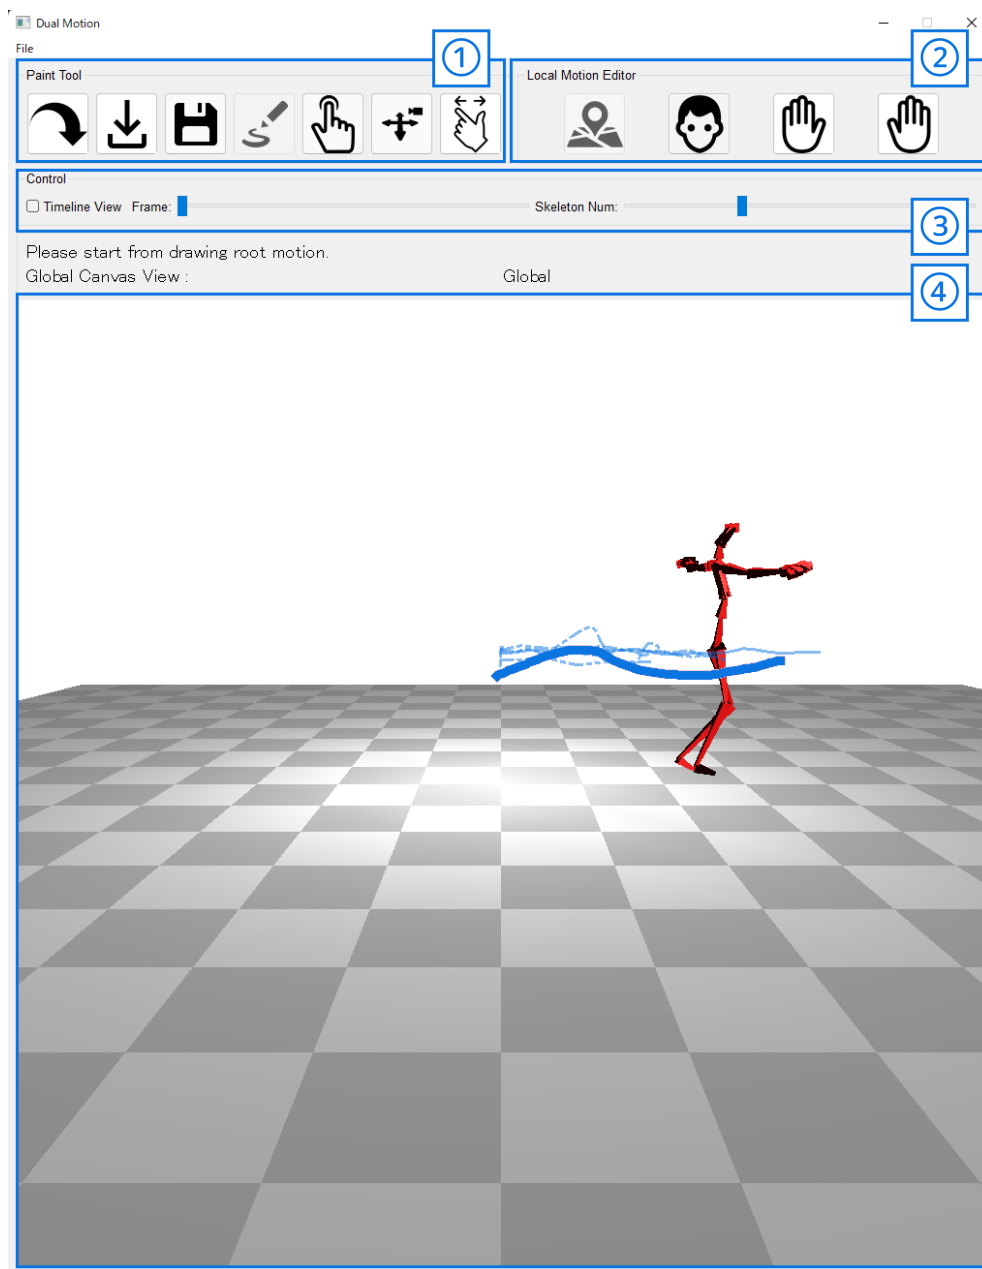 Dual Motion
File
①
②
Paint Tool
Local Motion Editor
Control
Timeline View Frame: Skeleton Num:
③
Please start from drawing root motion.
Global Canvas View : Global
④